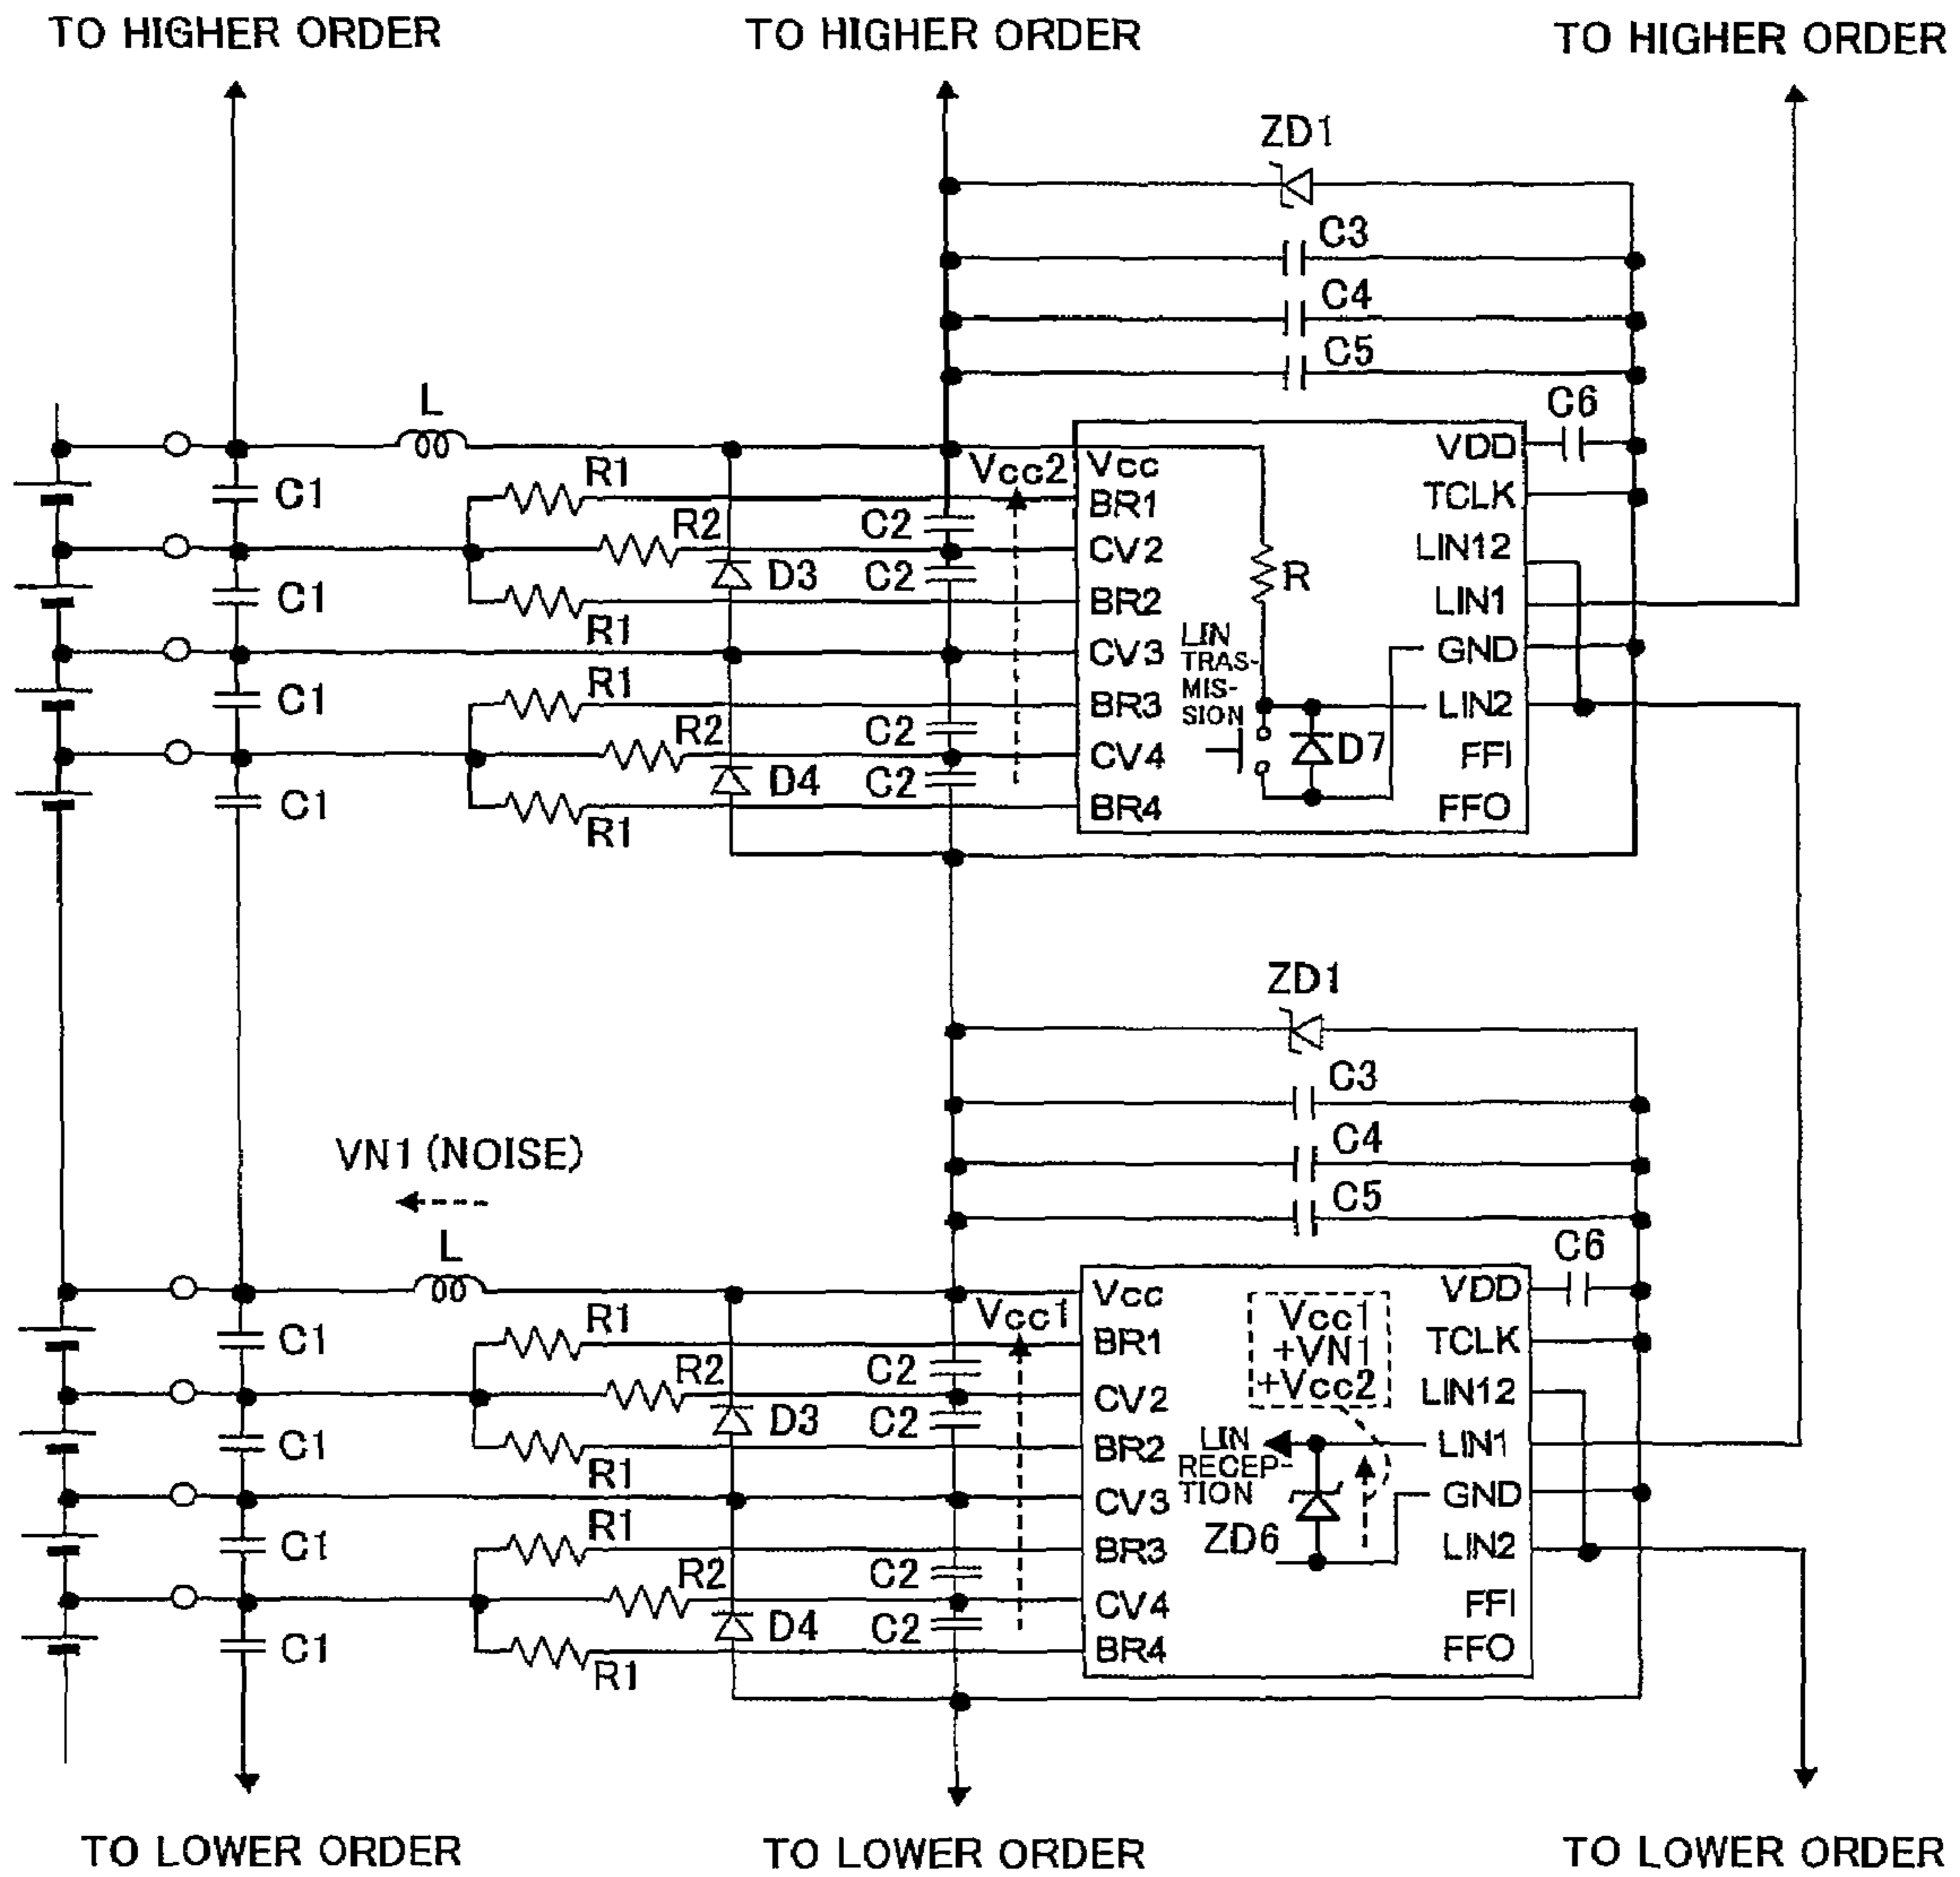 TO HIGHER ORDER
TO HIGHER ORDER
TO HIGHER ORDER
ZD1
C3
C4
C5
C6
L
R1
Vcc2
Vcc
VDD
C1
BR1
TCLK
R2
C2
CV2
LIN12
D3
C2
R
C1
BR2
LIN1
R1
CV3
LIN
TRAS-
MIS-
SION
GND
R1
C1
BR3
LIN2
R2
C2
CV4
D7
FFI
D4
C2
C1
BR4
FFO
R1
ZD1
C3
VN1 (NOISE)
C4
C5
L
C6
Vcc
VDD
R1
Vcc1
Vcc1
+VN1
+Vcc2
C1
BR1
TCLK
R2
C2
CV2
LIN12
D3
C2
C1
BR2
LIN
RECEP-
TION
LIN1
R1
CV3
GND
R1
C1
BR3
ZD6
LIN2
R2
C2
CV4
FFI
D4
C2
C1
BR4
FFO
R1
TO LOWER ORDER
TO LOWER ORDER
TO LOWER ORDER